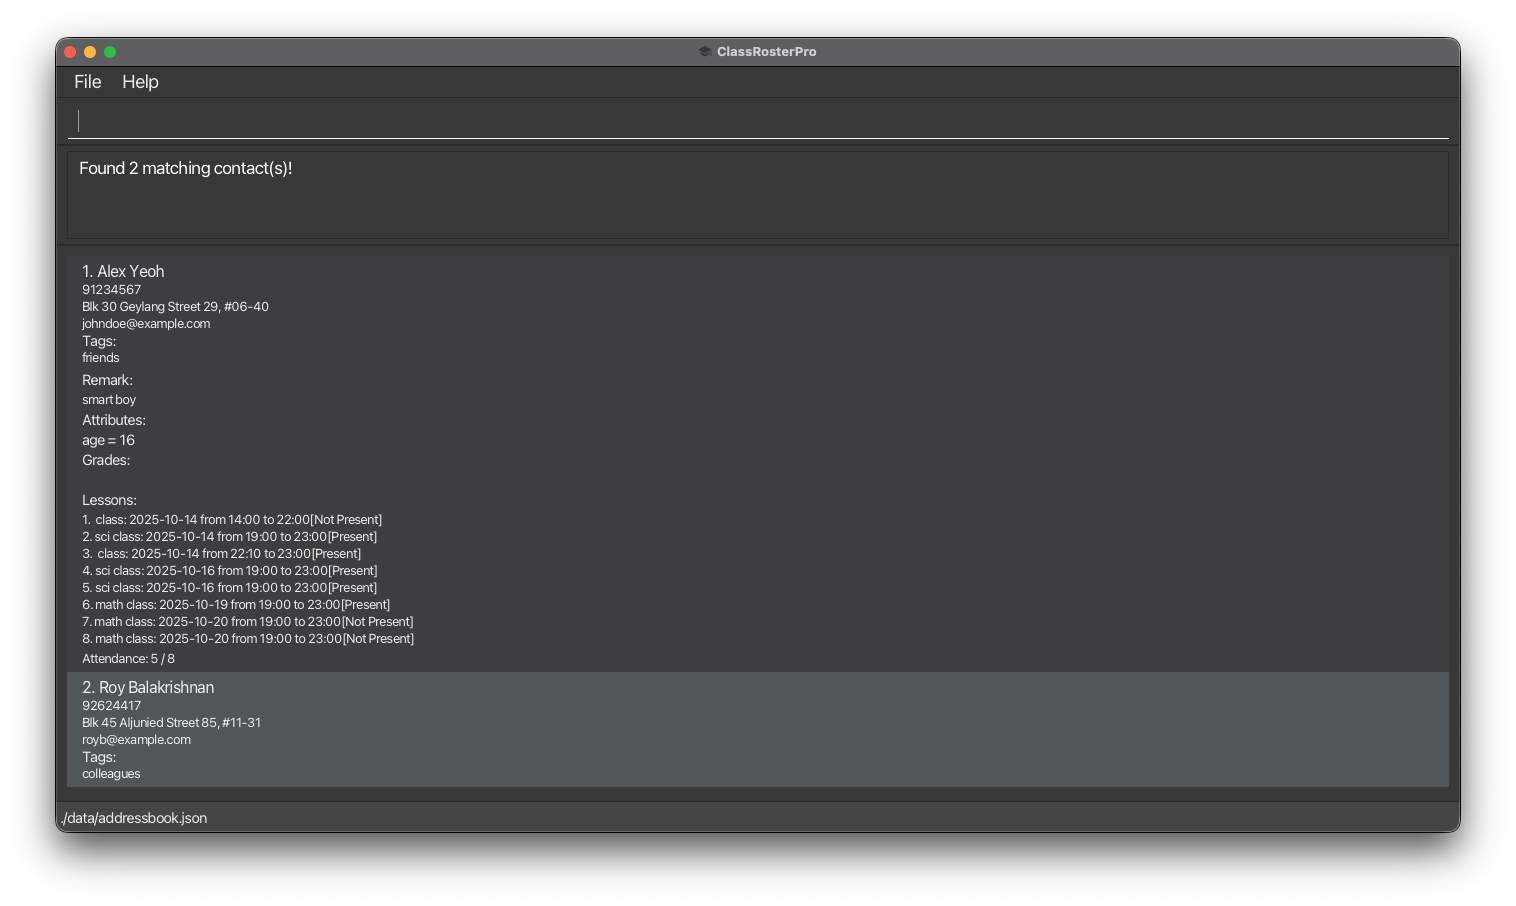 ClassRosterPro
File Help
Found 2 matching contact(s)!
1. Alex Yeoh
91234567
Blk 30 Geylang Street 29, #06-40
johndoe@example.com
Tags:
friends
Remark:
smart boy
Attributes:
age = 16
Grades:
Lessons:
1.  class: 2025-10-14 from 14:00 to 22:00[Not Present]
2. sci class: 2025-10-14 from 19:00 to 23:00[Present]
3.  class: 2025-10-14 from 22:10 to 23:00[Present]
4. sci class: 2025-10-16 from 19:00 to 23:00[Present]
5. sci class: 2025-10-16 from 19:00 to 23:00[Present]
6. math class: 2025-10-19 from 19:00 to 23:00[Present]
7. math class: 2025-10-20 from 19:00 to 23:00[Not Present]
8. math class: 2025-10-20 from 19:00 to 23:00[Not Present]
Attendance: 5 / 8
2. Roy Balakrishnan
92624417
Blk 45 Aljunied Street 85, #11-31
royb@example.com
Tags:
colleagues
./data/addressbook.json